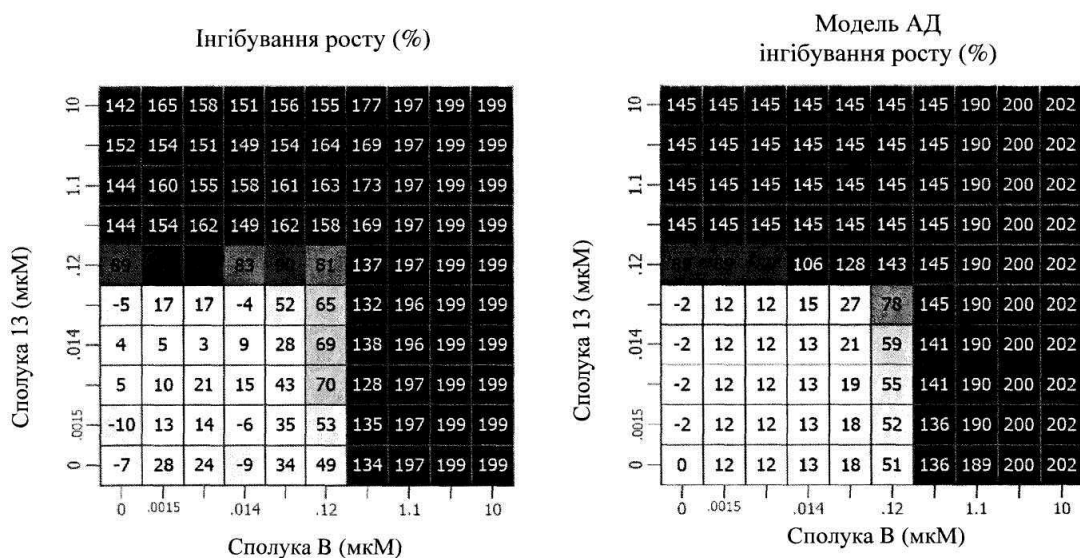 Інгібування росту (%)
Модель АД
інгібування росту (%)
10 142 165 158 151 156 155 177 197 199 199
152 154 151 149 154 164 169 197 199 199
1.1 144 160 155 158 161 163 173 197 199 199
144 154 162 149 162 158 169 197 199 199
.12 89 83 90 81 137 197 199 199
-5 17 17 -4 52 65 132 196 199 199
.014 4 5 3 9 28 69 138 196 199 199
5 10 21 15 43 70 128 197 199 199
.0015 -10 13 14 -6 35 53 135 197 199 199
0 -7 28 24 -9 34 49 134 197 199 199
0 .0015 .014 .12 1.1 10
Сполука 13 (мкМ)
Сполука В (мкМ)
10 145 145 145 145 145 145 145 190 200 202
145 145 145 145 145 145 145 190 200 202
1.1 145 145 145 145 145 145 145 190 200 202
145 145 145 145 145 145 145 190 200 202
.12 106 128 143 145 190 200 202
-2 12 12 15 27 78 145 190 200 202
.014 -2 12 12 13 21 59 141 190 200 202
-2 12 12 13 19 55 141 190 200 202
.0015 -2 12 12 13 18 52 136 190 200 202
0 0 12 12 13 18 51 136 189 200 202
0 .0015 .014 .12 1.1 10
Сполука 13 (мкМ)
Сполука В (мкМ)